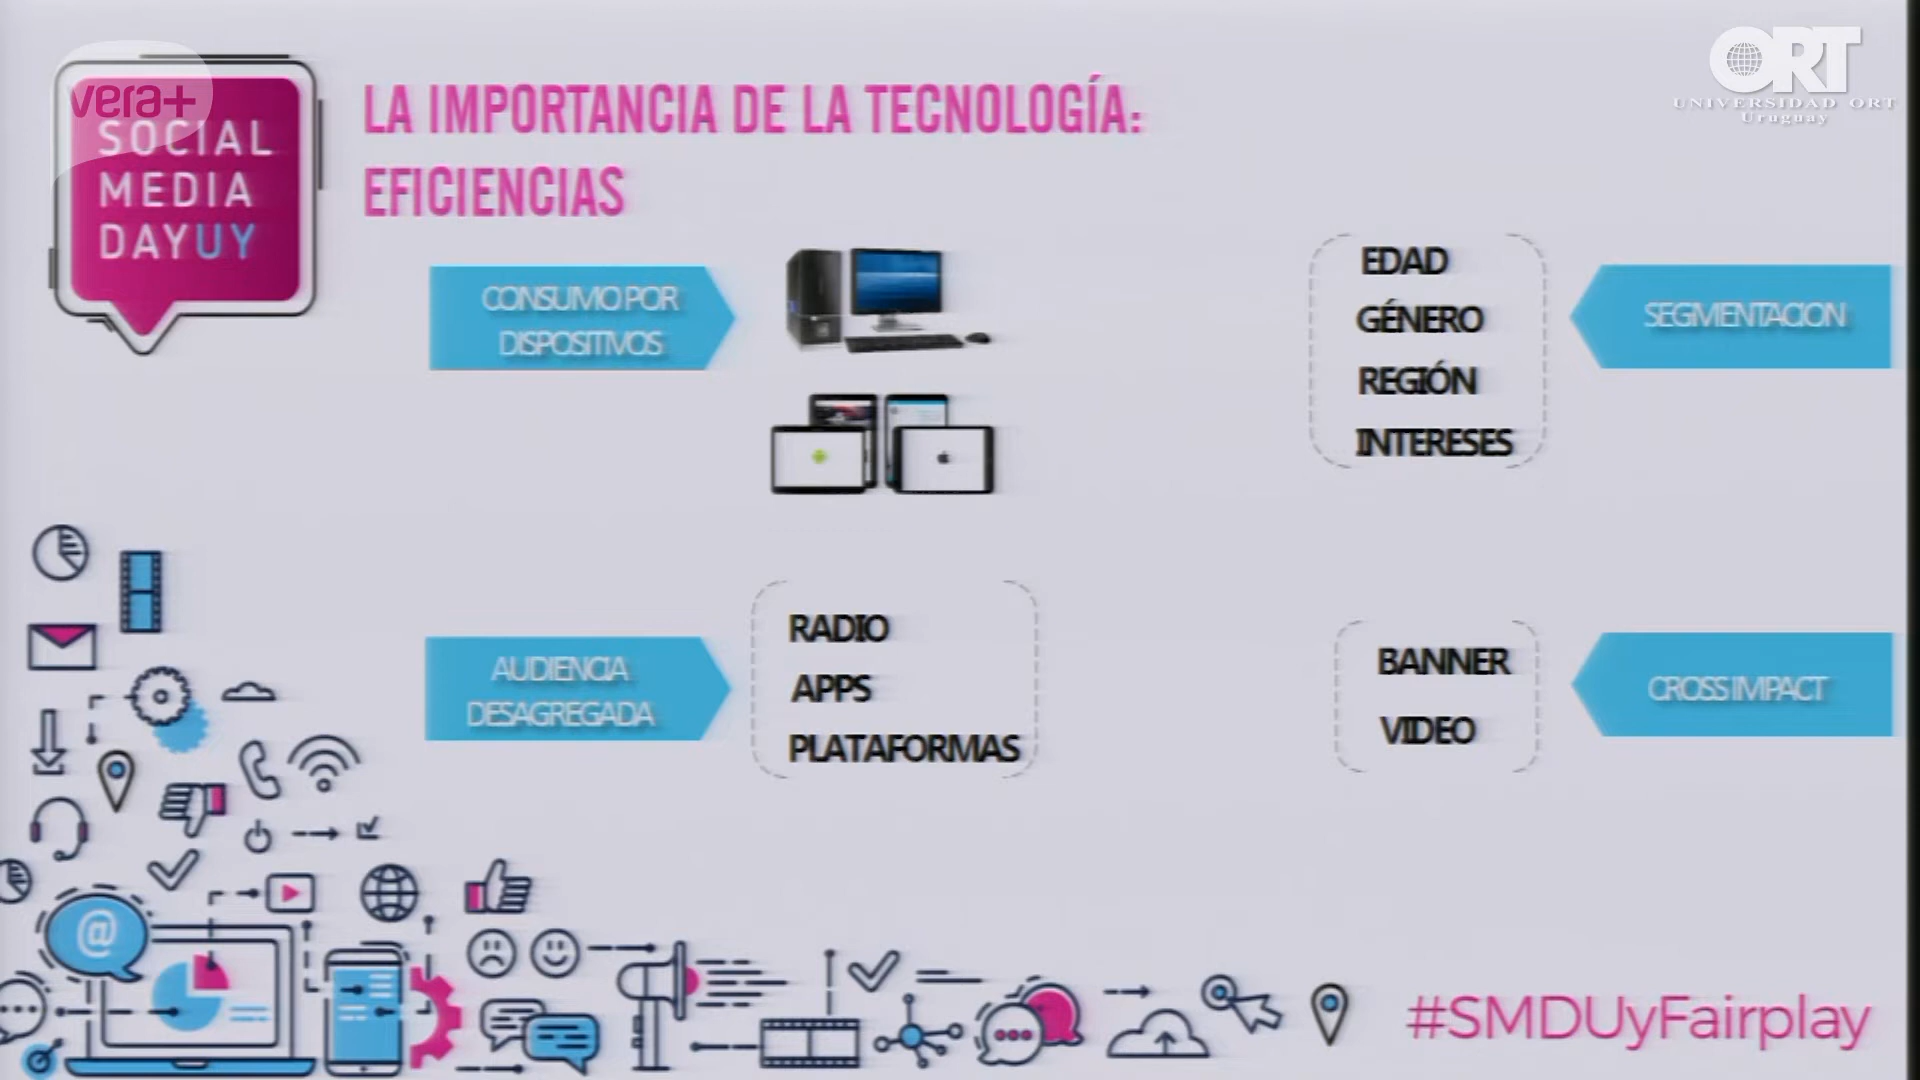 vera+
SOCIAL
MEDIA
DAYUY
LA IMPORTANCIA DE LA TECNOLOGÍA:
EFICIENCIAS
ORT
UNIVERSIDAD ORT
Uruguay
CONSUMO POR
DISPOSITIVOS
EDAD
GÉNERO
REGIÓN
INTERESES
SEGMENTACION
AUDIENCIA
DESAGREGADA
RADIO
APPS
PLATAFORMAS
BANNER
VIDEO
CROSS IMPACT
@
#SMDUyFairplay